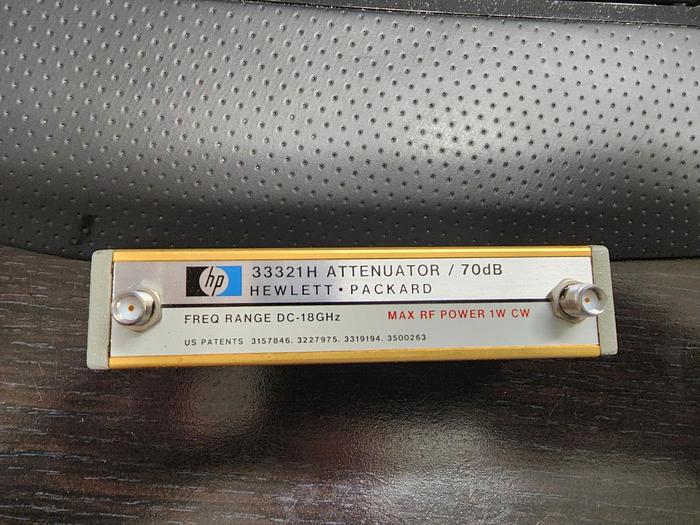 hp
33321H ATTENUATOR / 70dB
HEWLETT • PACKARD
FREQ RANGE DC-18GHz
MAX RF POWER 1W CW
US PATENTS 3157846. 3227975. 3319194. 3500263